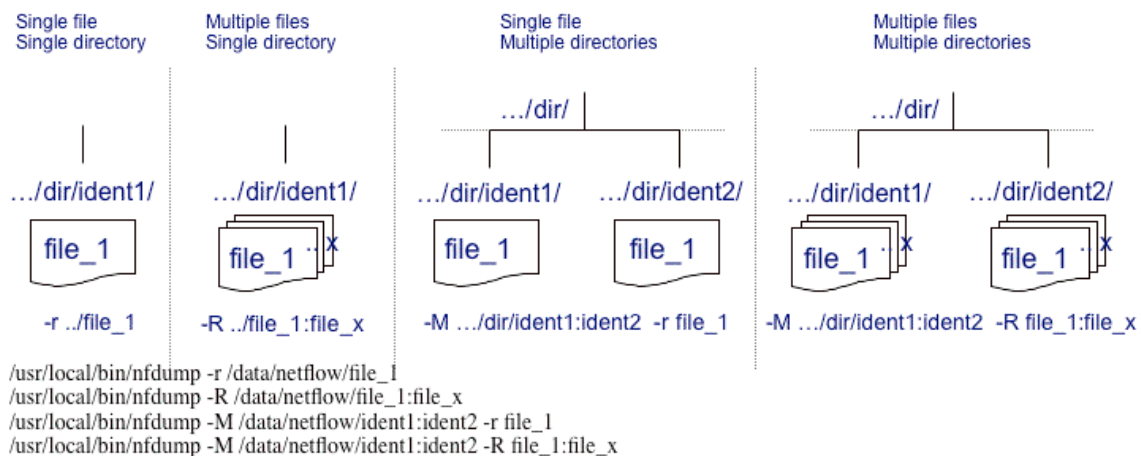 Single file
Single directory
Multiple files
Single directory
Single file
Multiple directories
Multiple files
Multiple directories
…/dir/
…/dir/
…/dir/ident1/
…/dir/ident1/
…/dir/ident1/
…/dir/ident2/
…/dir/ident1/
…/dir/ident2/
file_1
file_1 ..x
file_1
file_1
file_1 ..x
file_1 ..x
-r ../file_1
-R ../file_1:file_x
-M …/dir/ident1:ident2 -r file_1
-M …/dir/ident1:ident2 -R file_1:file_x
/usr/local/bin/nfdump -r /data/netflow/file_1
/usr/local/bin/nfdump -R /data/netflow/file_1:file_x
/usr/local/bin/nfdump -M /data/netflow/ident1:ident2 -r file_1
/usr/local/bin/nfdump -M /data/netflow/ident1:ident2 -R file_1:file_x